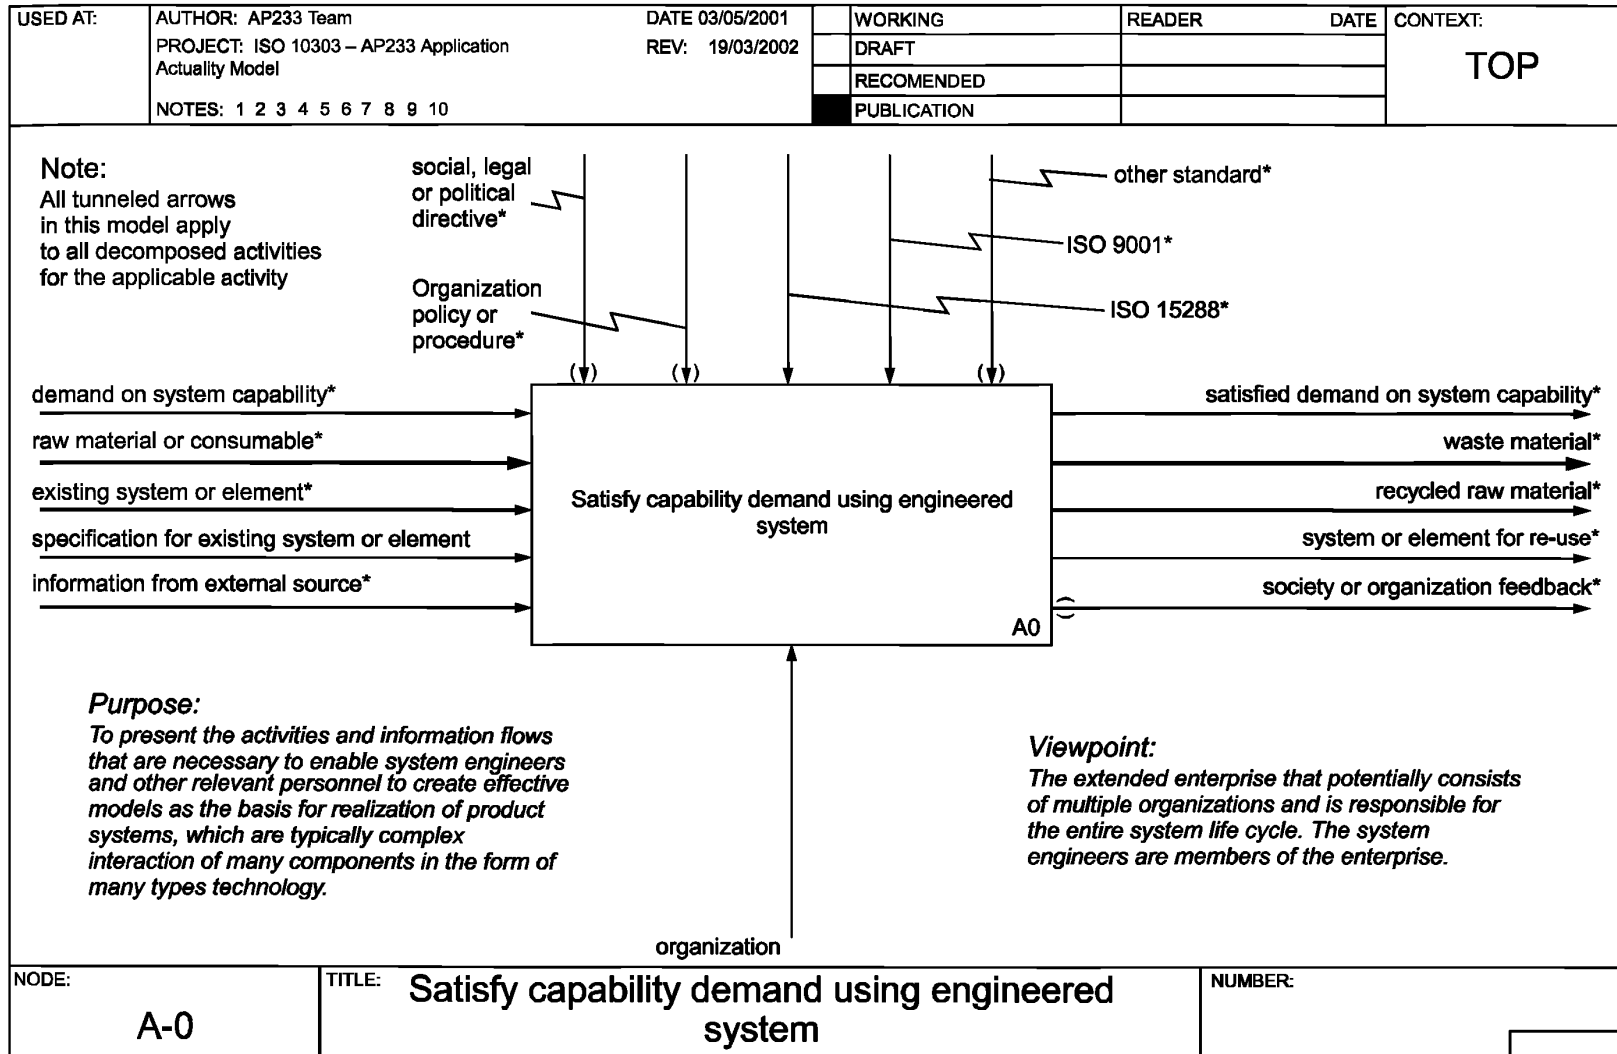 USED AT:
AUTHOR: AP233 Team
DATE 03/05/2001
PROJECT: ISO 10303 – AP233 Application
Actuality Model
REV: 19/03/2002
NOTES: 1 2 3 4 5 6 7 8 9 10
WORKING
DRAFT
RECOMENDED
PUBLICATION
READER
DATE
CONTEXT:
TOP
Note:
All tunneled arrows
in this model apply
to all decomposed activities
for the applicable activity
social, legal
or political
directive*
Organization
policy or
procedure*
other standard*
ISO 9001*
ISO 15288*
( )
( )
( )
demand on system capability*
raw material or consumable*
existing system or element*
specification for existing system or element
information from external source*
Satisfy capability demand using engineered
system
A0
satisfied demand on system capability*
waste material*
recycled raw material*
system or element for re-use*
society or organization feedback*
( )
Purpose:
To present the activities and information flows
that are necessary to enable system engineers
and other relevant personnel to create effective
models as the basis for realization of product
systems, which are typically complex
interaction of many components in the form of
many types technology.
Viewpoint:
The extended enterprise that potentially consists
of multiple organizations and is responsible for
the entire system life cycle. The system
engineers are members of the enterprise.
organization
NODE:
A-0
TITLE:
Satisfy capability demand using engineered
system
NUMBER: